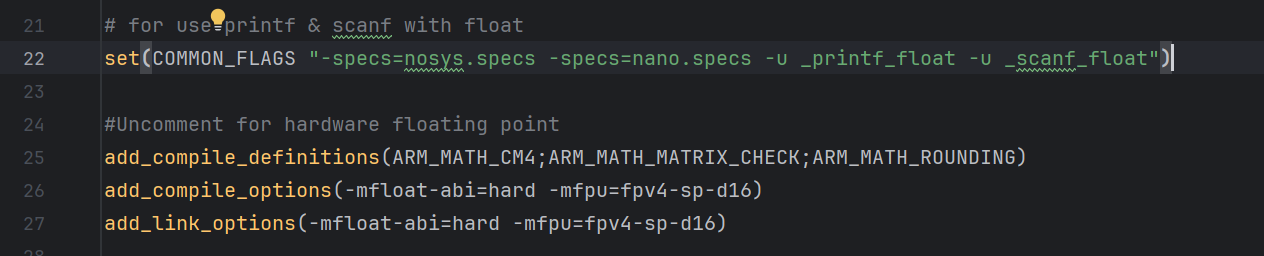 21 # for use printf & scanf with float
22 set(COMMON_FLAGS "-specs=nosys.specs -specs=nano.specs -u _printf_float -u _scanf_float")
23
24 #Uncomment for hardware floating point
25 add_compile_definitions(ARM_MATH_CM4;ARM_MATH_MATRIX_CHECK;ARM_MATH_ROUNDING)
26 add_compile_options(-mfloat-abi=hard -mfpu=fpv4-sp-d16)
27 add_link_options(-mfloat-abi=hard -mfpu=fpv4-sp-d16)